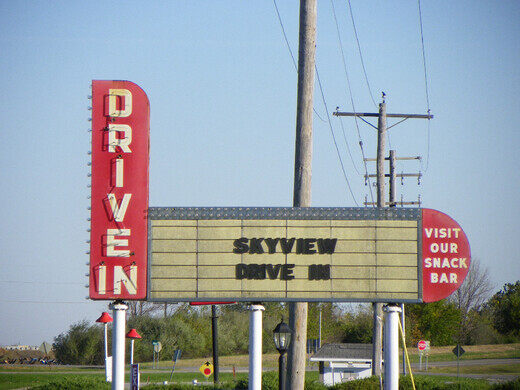 DRIVE IN
SKYVIEW
DRIVE IN
VISIT
OUR
SNACK
BAR